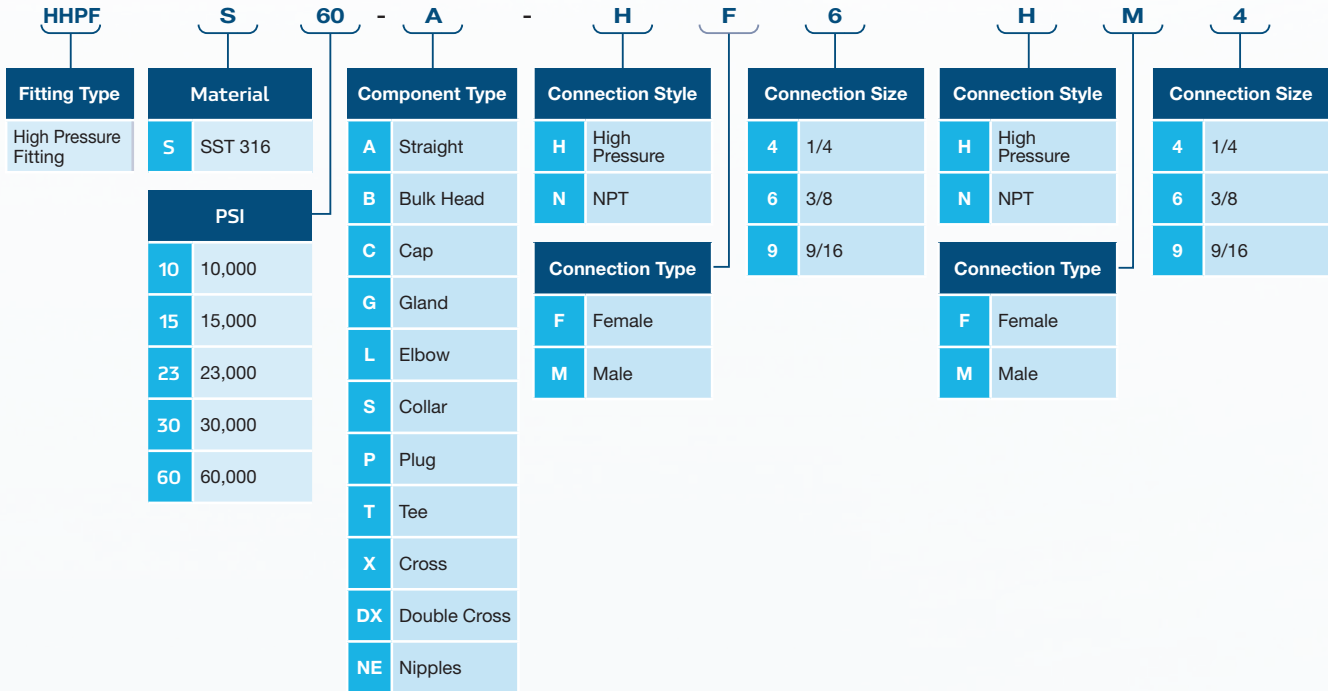 HHPF S 60 - A - H F 6 H M 4
Fitting Type
High Pressure
Fitting
Material
S SST 316
PSI
10 10,000
15 15,000
23 23,000
30 30,000
60 60,000
Component Type
A Straight
B Bulk Head
C Cap
G Gland
L Elbow
S Collar
P Plug
T Tee
X Cross
DX Double Cross
NE Nipples
Connection Style
H High
Pressure
N NPT
Connection Type
F Female
M Male
Connection Size
4 1/4
6 3/8
9 9/16
Connection Style
H High
Pressure
N NPT
Connection Type
F Female
M Male
Connection Size
4 1/4
6 3/8
9 9/16